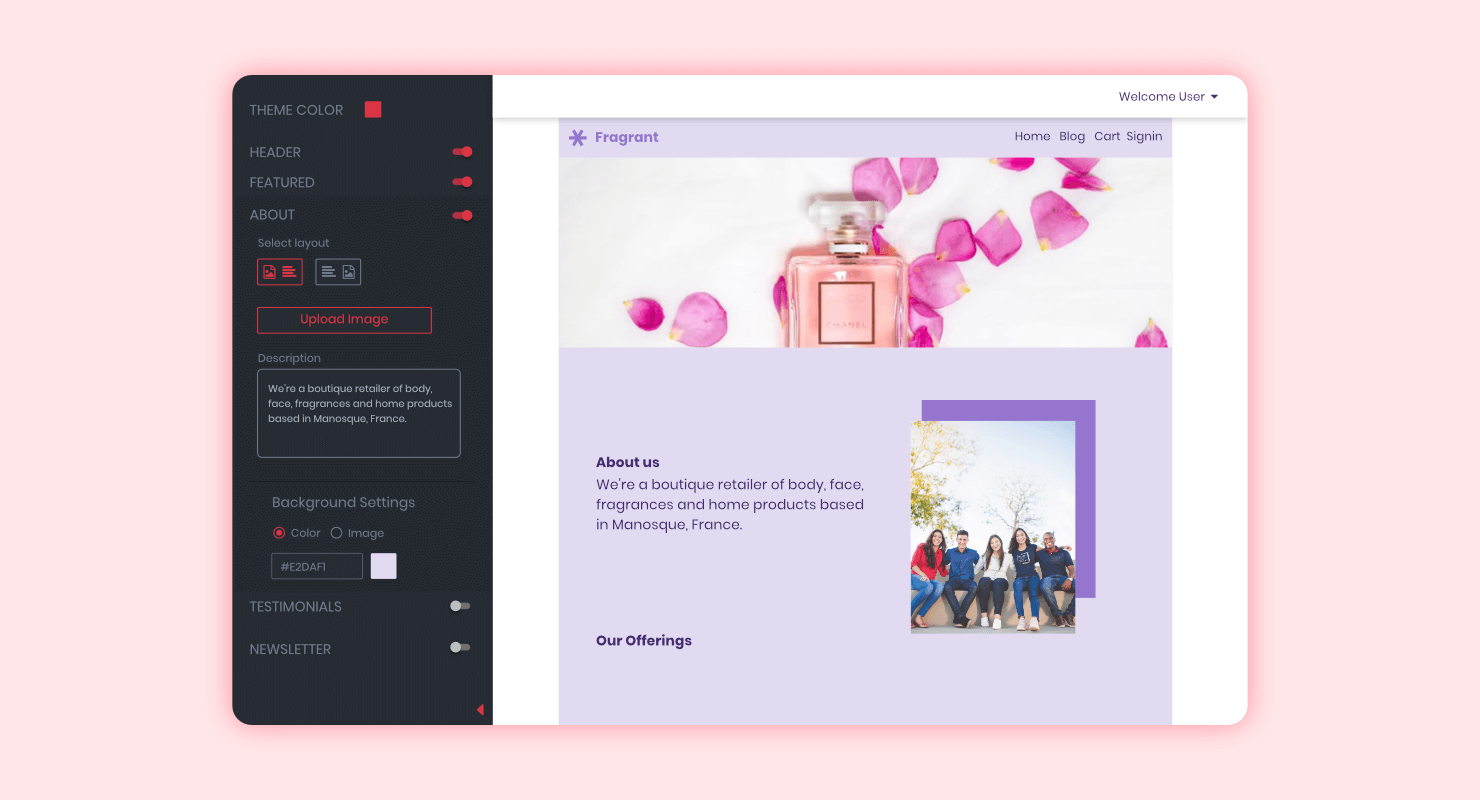 THEME COLOR
HEADER
FEATURED
ABOUT
Select layout
Upload Image
Description
We're a boutique retailer of body,
face, fragrances and home products
based in Manosque, France.
Background Settings
Color
Image
#E2DAF1
TESTIMONIALS
NEWSLETTER
Welcome User
Fragrant
Home Blog Cart Signin
CHANEL
About us
We're a boutique retailer of body, face,
fragrances and home products based
in Manosque, France.
Our Offerings